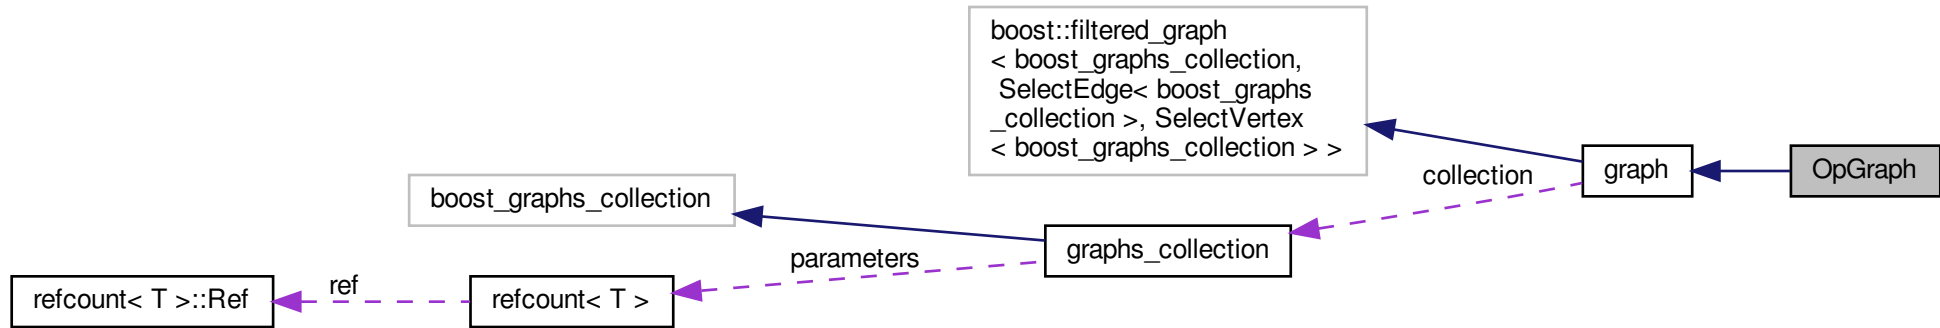 boost::filtered_graph
< boost_graphs_collection,
SelectEdge< boost_graphs
_collection >, SelectVertex
< boost_graphs_collection > >
collection
graph
OpGraph
boost_graphs_collection
graphs_collection
parameters
refcount< T >::Ref
ref
refcount< T >